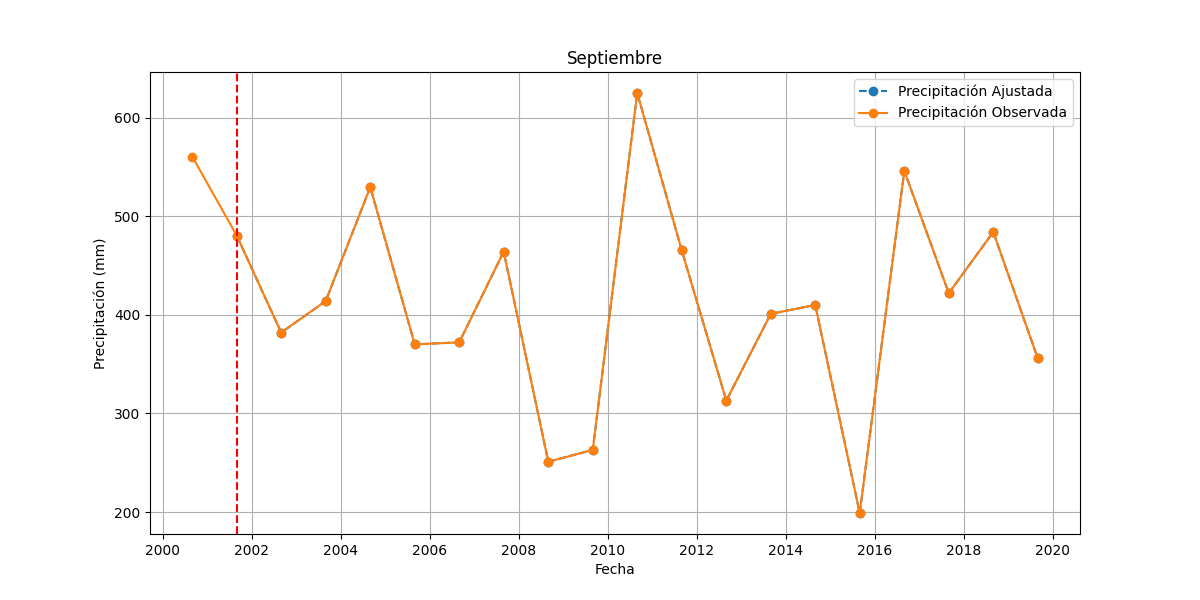 Septiembre
Precipitación Ajustada
Precipitación Observada
600
500
400
300
200
Precipitación (mm)
2000 2002 2004 2006 2008 2010 2012 2014 2016 2018 2020
Fecha